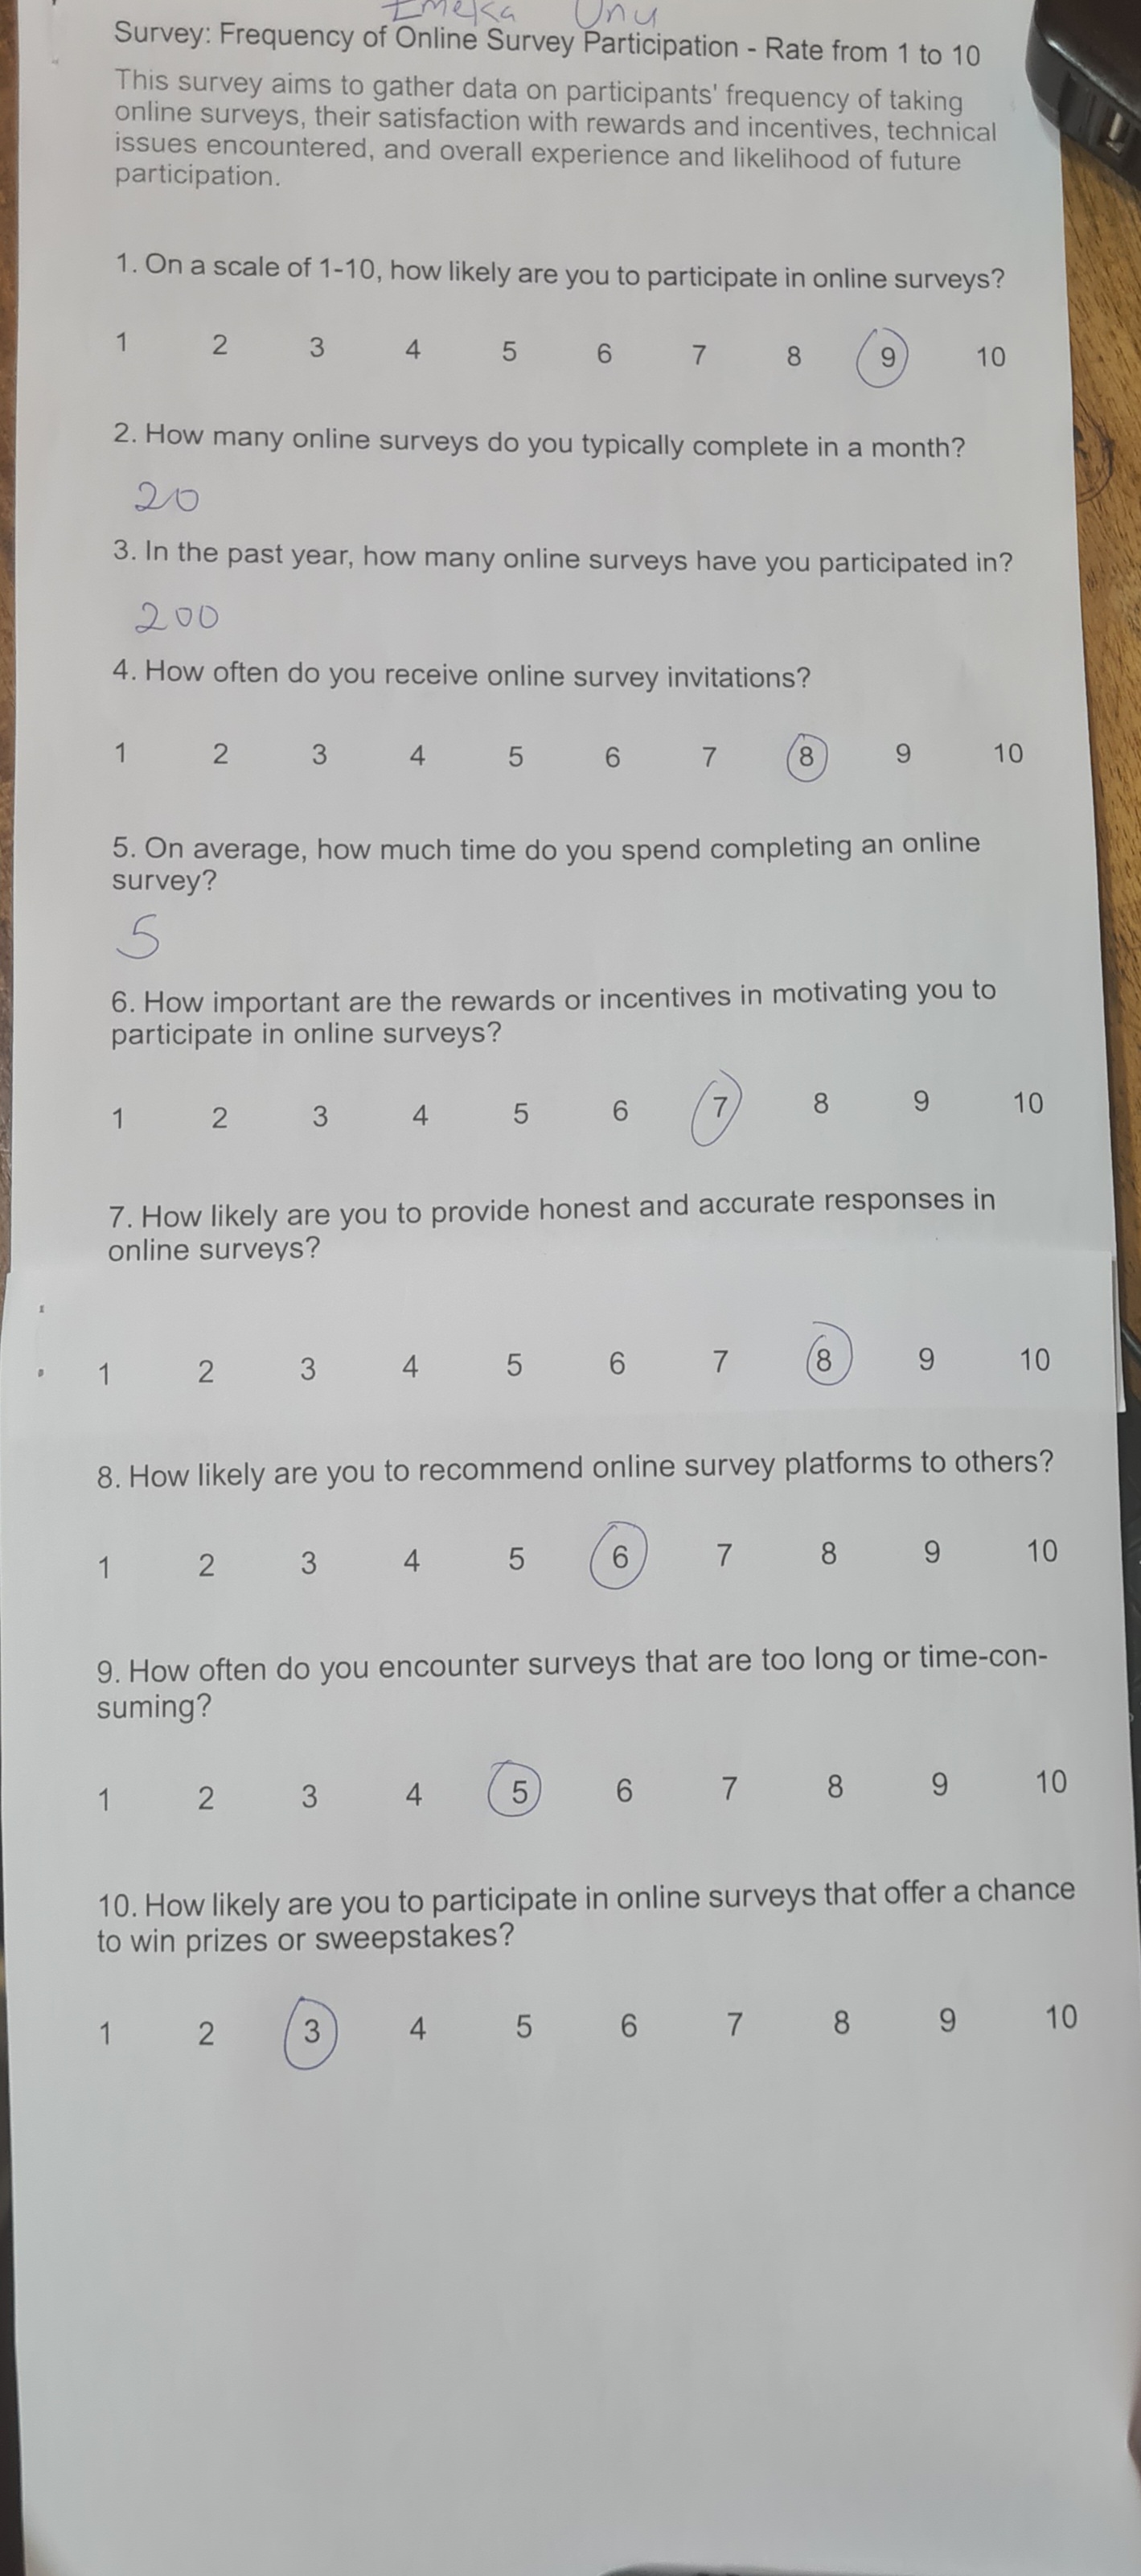 Emeka Unu
Survey: Frequency of Online Survey Participation - Rate from 1 to 10
This survey aims to gather data on participants' frequency of taking
online surveys, their satisfaction with rewards and incentives, technical
issues encountered, and overall experience and likelihood of future
participation.
1. On a scale of 1-10, how likely are you to participate in online surveys?
1 2 3 4 5 6 7 8 9 10
2. How many online surveys do you typically complete in a month?
20
3. In the past year, how many online surveys have you participated in?
200
4. How often do you receive online survey invitations?
1 2 3 4 5 6 7 8 9 10
5. On average, how much time do you spend completing an online
survey?
5
6. How important are the rewards or incentives in motivating you to
participate in online surveys?
1 2 3 4 5 6 7 8 9 10
7. How likely are you to provide honest and accurate responses in
online surveys?
1 2 3 4 5 6 7 8 9 10
8. How likely are you to recommend online survey platforms to others?
1 2 3 4 5 6 7 8 9 10
9. How often do you encounter surveys that are too long or time-con-
suming?
1 2 3 4 5 6 7 8 9 10
10. How likely are you to participate in online surveys that offer a chance
to win prizes or sweepstakes?
1 2 3 4 5 6 7 8 9 10